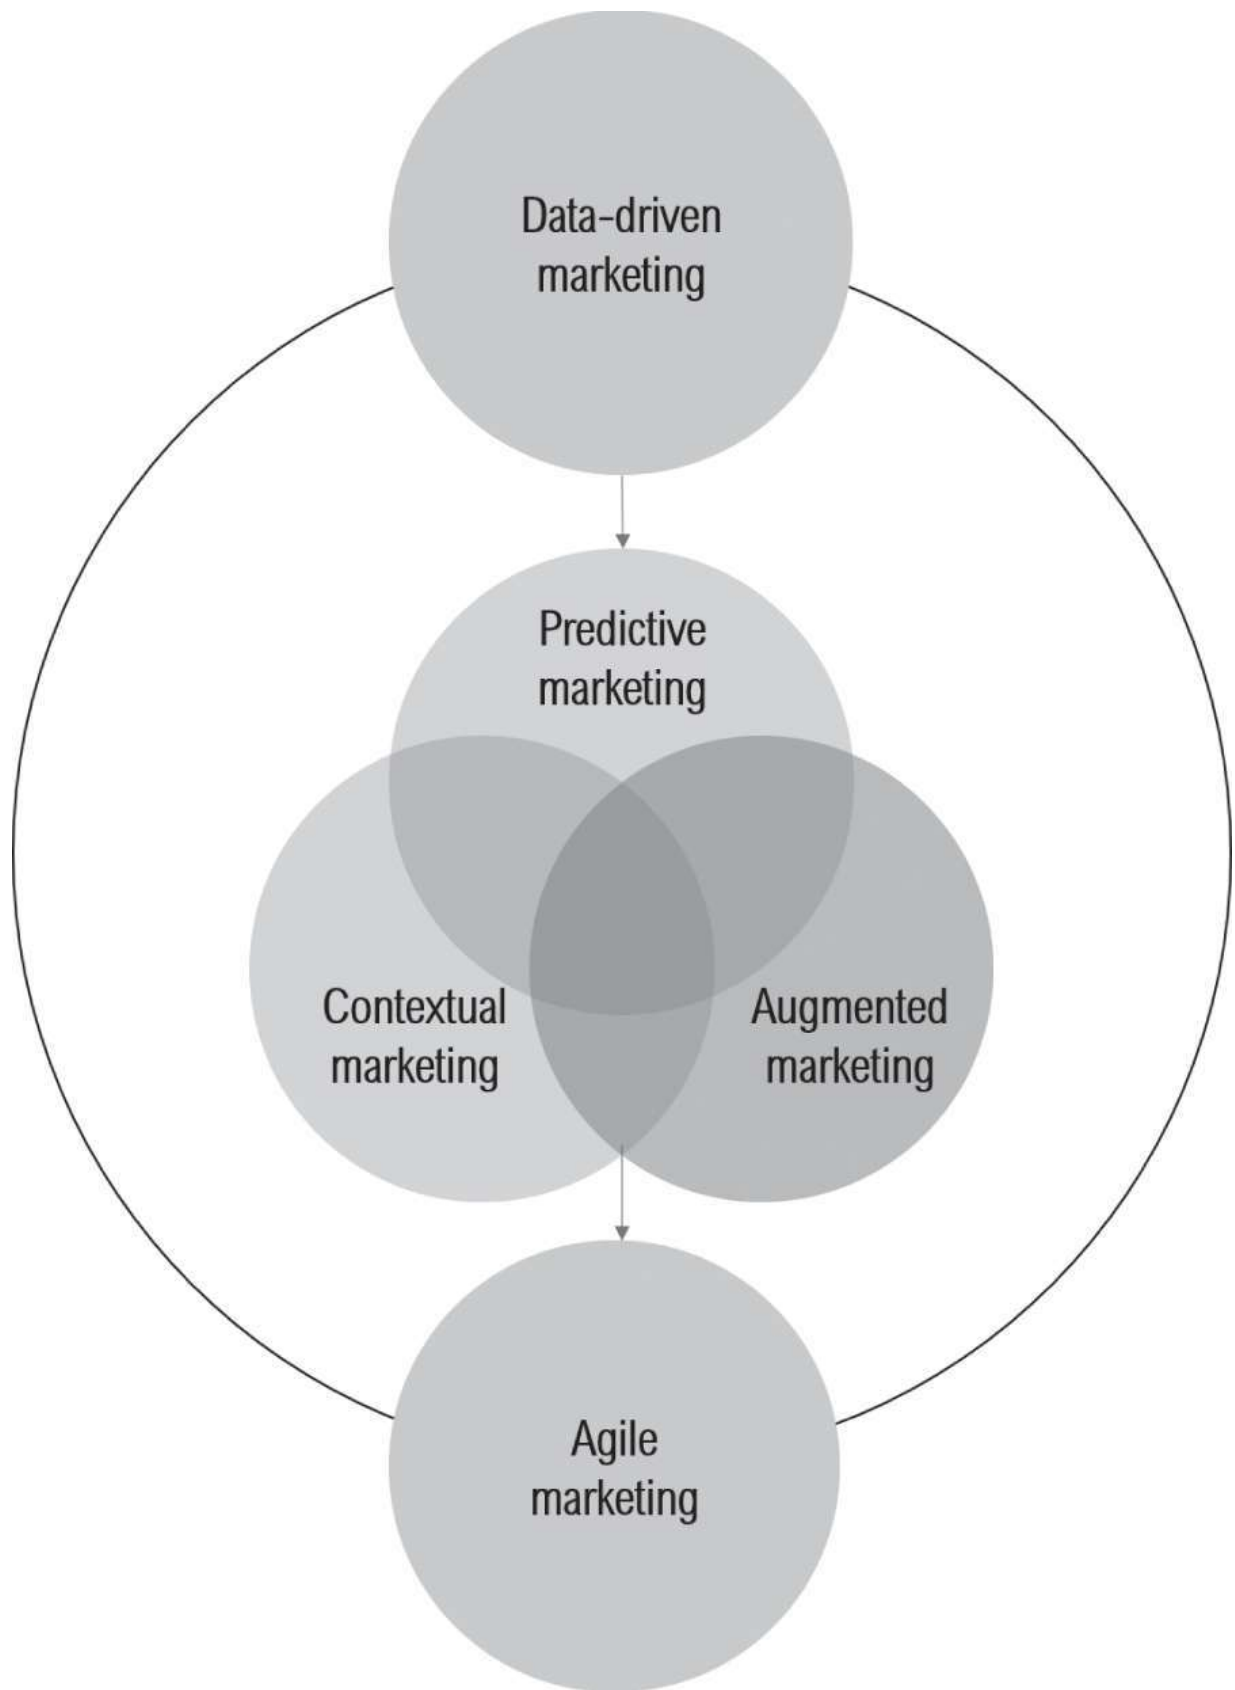 Data-driven
marketing
Predictive
marketing
Contextual
marketing
Augmented
marketing
Agile
marketing